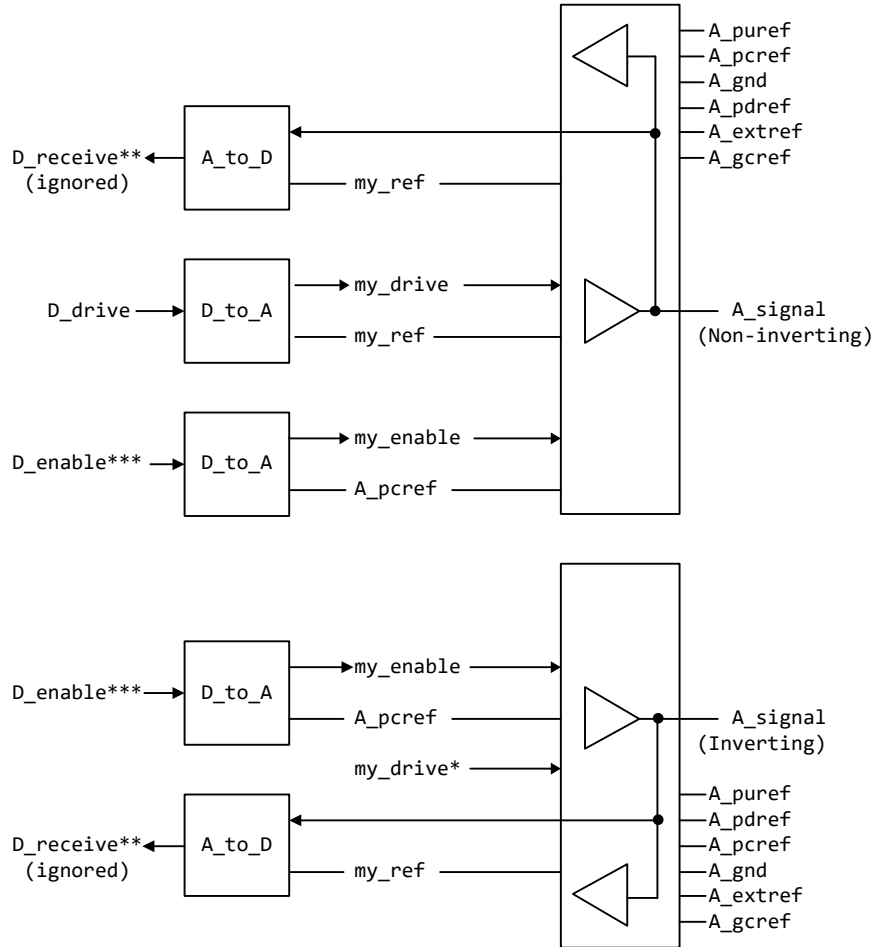 A_puref
A_pcref
A_gnd
A_pdref
A_extref
A_gcref
D_receive**
(ignored)
A_to_D
my_ref
D_drive
D_to_A
my_drive
my_ref
A_signal
(Non-inverting)
D_enable***
D_to_A
my_enable
A_pcref
D_enable***
D_to_A
my_enable
A_pcref
my_drive*
A_signal
(Inverting)
D_receive**
(ignored)
A_to_D
my_ref
A_puref
A_pdref
A_pcref
A_gnd
A_extref
A_gcref